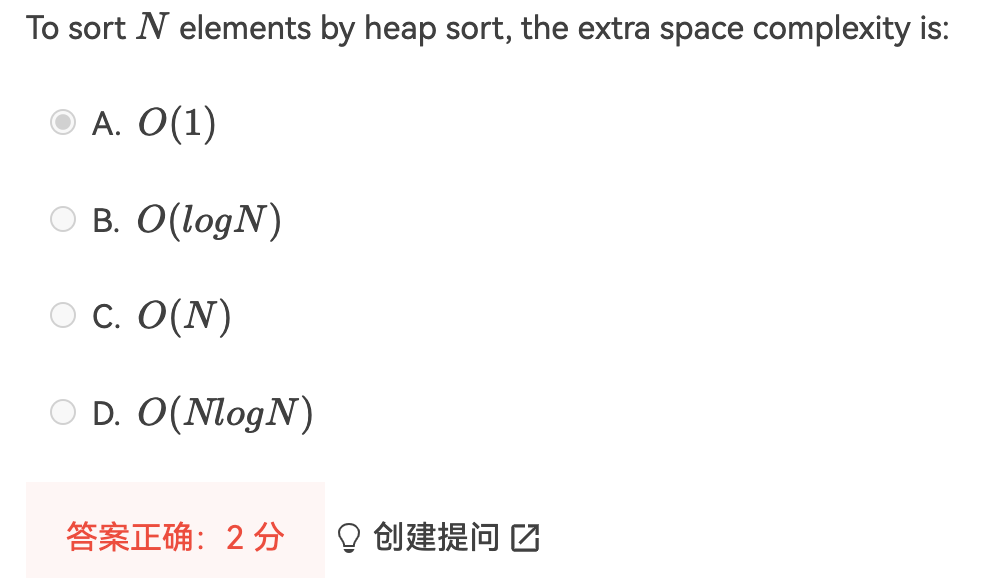 To sort N elements by heap sort, the extra space complexity is:
A. O(1)
B. O(logN)
C. O(N)
D. O(NlogN)
答案正确：2 分 创建提问